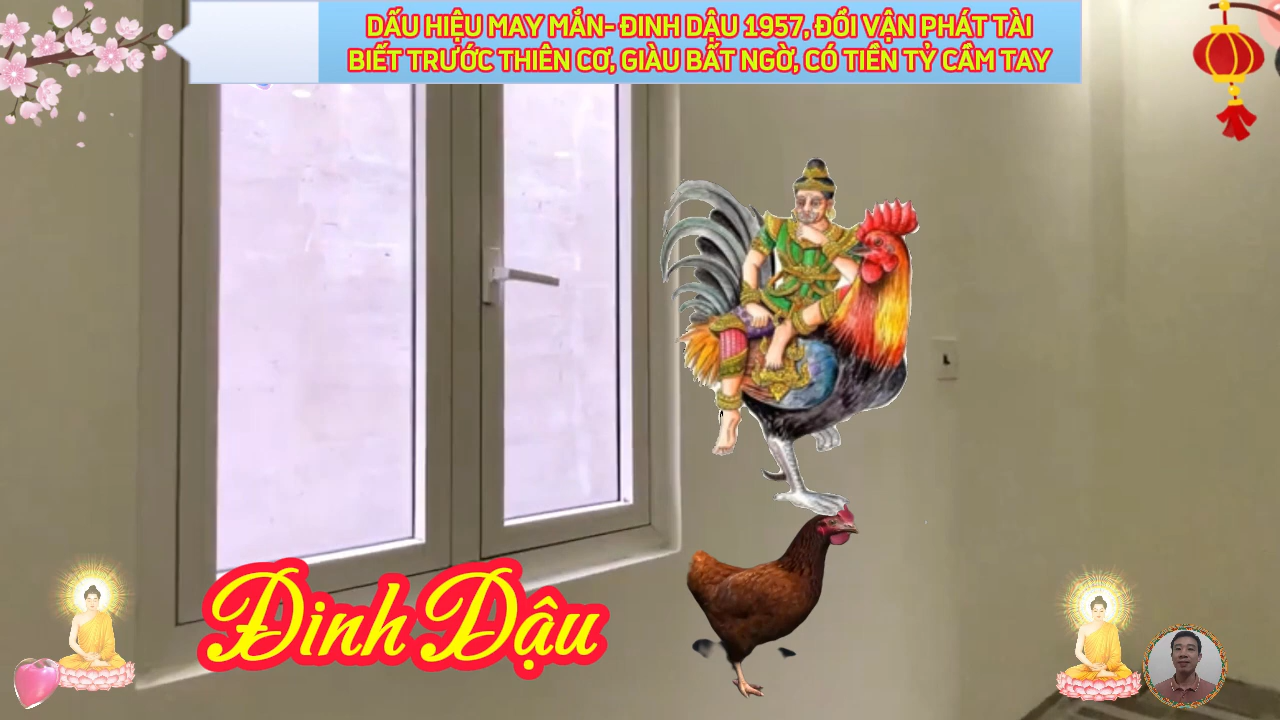 DẤU HIỆU MAY MẮN- ĐINH DẬU 1957, ĐỔI VẬN PHÁT TÀI
BIẾT TRƯỚC THIÊN CƠ, GIÀU BẤT NGỜ, CÓ TIỀN TỶ CẦM TAY
Đinh Dậu